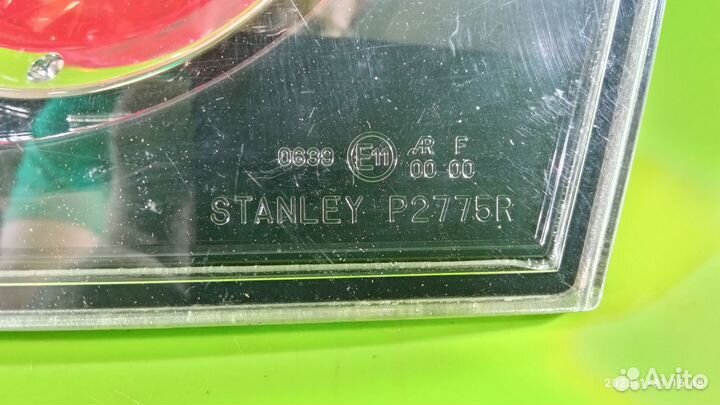 0639 E11 AR F
00 00
STANLEY P2775R
Avito